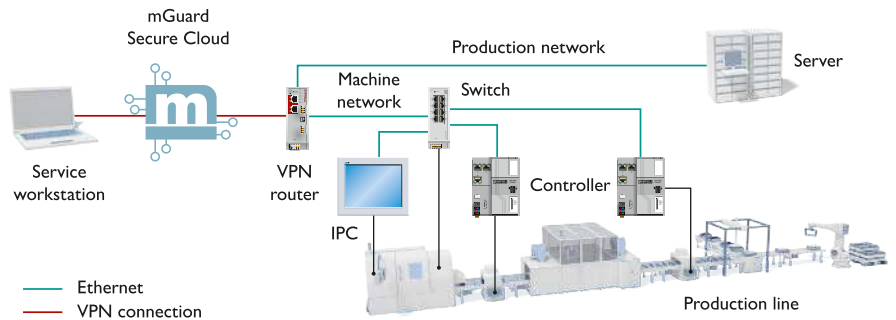 mGuard
Secure Cloud
Production network
Server
Machine
network
Switch
m
Service
workstation
VPN
router
Controller
IPC
Ethernet
VPN connection
Production line